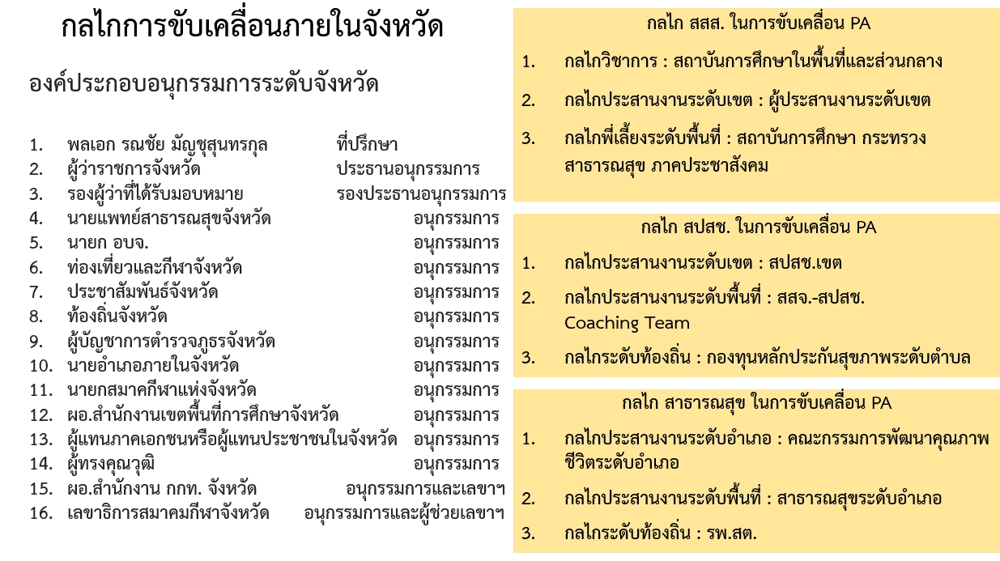 กลไกการขับเคลื่อนภายในจังหวัด
องค์ประกอบอนุกรรมการระดับจังหวัด
1. พลเอก รณชัย มัญชุสุนทรกุล ที่ปรึกษา
2. ผู้ว่าราชการจังหวัด ประธานอนุกรรมการ
3. รองผู้ว่าที่ได้รับมอบหมาย รองประธานอนุกรรมการ
4. นายแพทย์สาธารณสุขจังหวัด อนุกรรมการ
5. นายก อบจ. อนุกรรมการ
6. ท่องเที่ยวและกีฬาจังหวัด อนุกรรมการ
7. ประชาสัมพันธ์จังหวัด อนุกรรมการ
8. ท้องถิ่นจังหวัด อนุกรรมการ
9. ผู้บัญชาการตำรวจภูธรจังหวัด อนุกรรมการ
10. นายอำเภอภายในจังหวัด อนุกรรมการ
11. นายกสมาคกีฬาแห่งจังหวัด อนุกรรมการ
12. ผอ.สำนักงานเขตพื้นที่การศึกษาจังหวัด อนุกรรมการ
13. ผู้แทนภาคเอกชนหรือผู้แทนประชาชนในจังหวัด อนุกรรมการ
14. ผู้ทรงคุณวุฒิ อนุกรรมการ
15. ผอ.สำนักงาน กกท. จังหวัด อนุกรรมการและเลขาฯ
16. เลขาธิการสมาคมกีฬาจังหวัด อนุกรรมการและผู้ช่วยเลขาฯ
กลไก สสส. ในการขับเคลื่อน PA
1. กลไกวิชาการ : สถาบันการศึกษาในพื้นที่และส่วนกลาง
2. กลไกประสานงานระดับเขต : ผู้ประสานงานระดับเขต
3. กลไกพี่เลี้ยงระดับพื้นที่ : สถาบันการศึกษา กระทรวง
สาธารณสุข ภาคประชาสังคม
กลไก สปสช. ในการขับเคลื่อน PA
1. กลไกประสานงานระดับเขต : สปสช.เขต
2. กลไกประสานงานระดับพื้นที่ : สสจ.-สปสช.
Coaching Team
3. กลไกระดับท้องถิ่น : กองทุนหลักประกันสุขภาพระดับตำบล
กลไก สาธารณสุข ในการขับเคลื่อน PA
1. กลไกประสานงานระดับอำเภอ : คณะกรรมการพัฒนาคุณภาพ
ชีวิตระดับอำเภอ
2. กลไกประสานงานระดับพื้นที่ : สาธารณสุขระดับอำเภอ
3. กลไกระดับท้องถิ่น : รพ.สต.